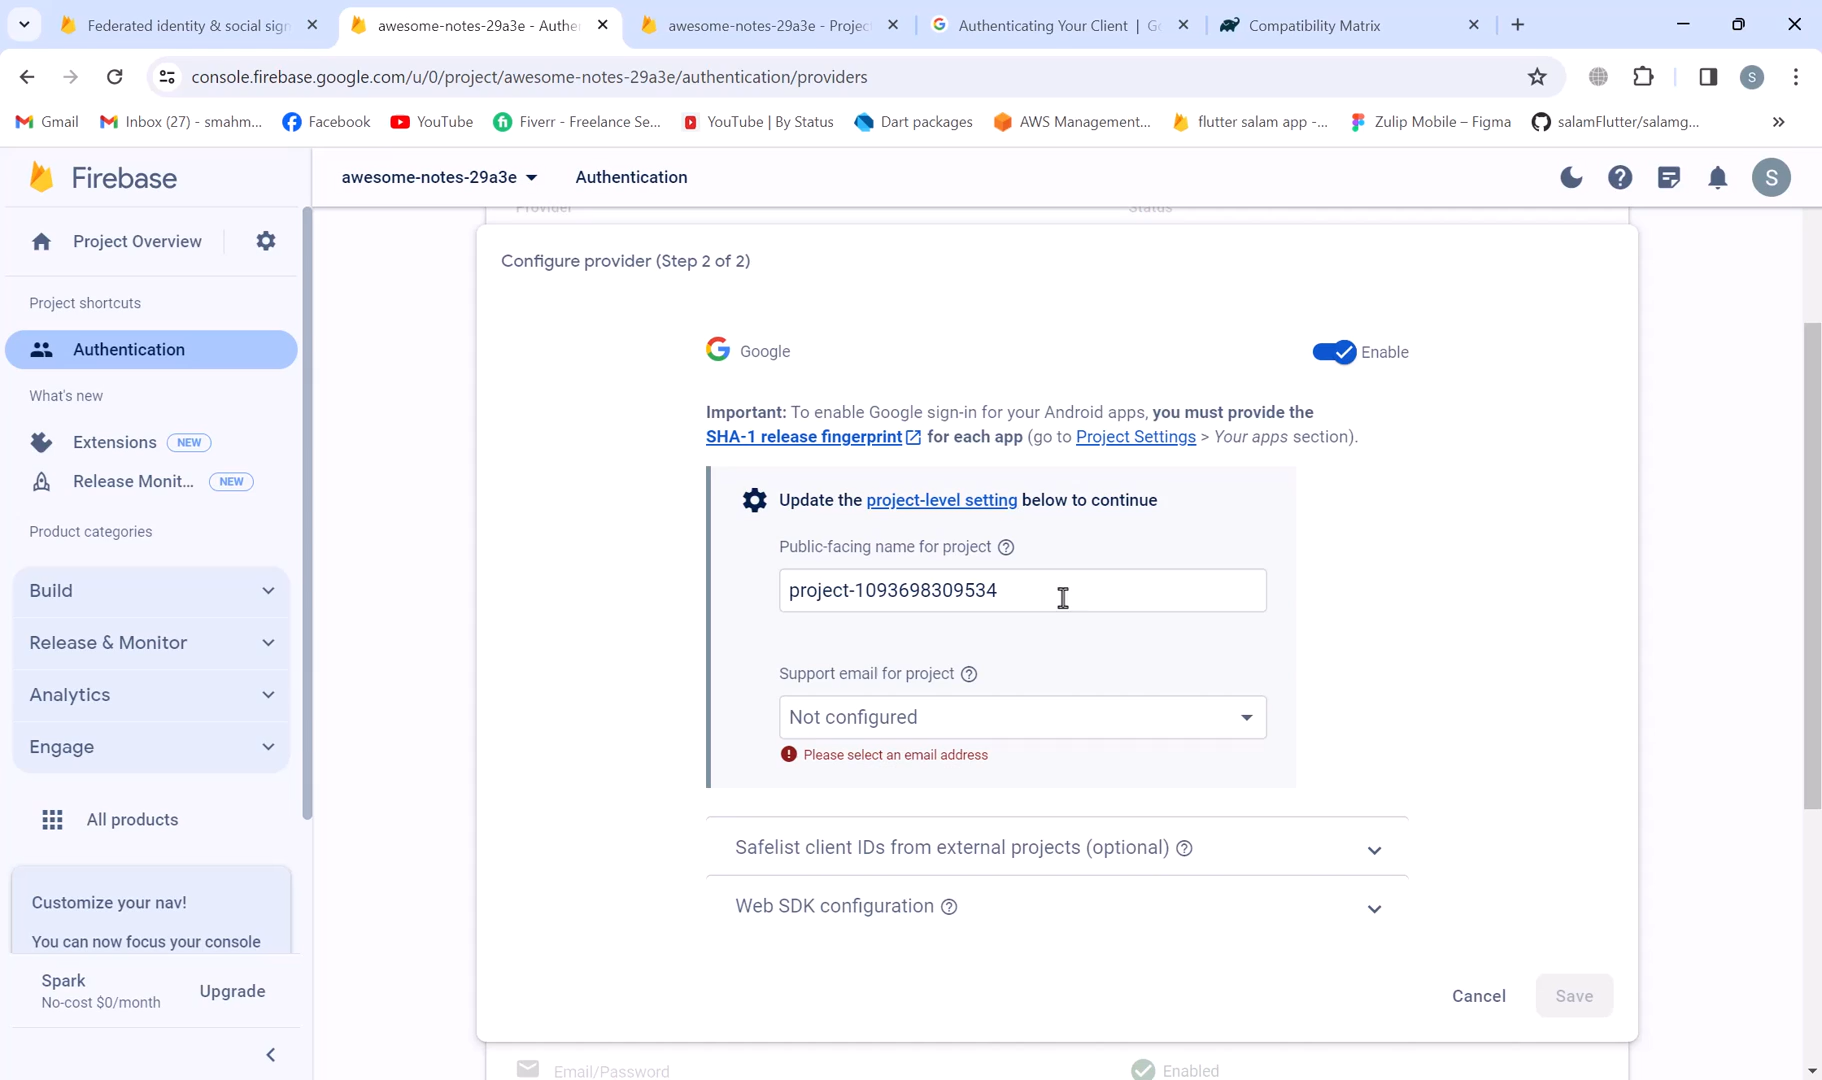 Federated identity & social sign
awesome-notes-29a3e - Authen
awesome-notes-29a3e - Project
Authenticating Your Client | Go
Compatibility Matrix
console.firebase.google.com/u/0/project/awesome-notes-29a3e/authentication/providers
S
Gmail
Inbox (27) - smahm...
Facebook
YouTube
Fiverr - Freelance Se...
YouTube | By Status
Dart packages
AWS Management...
flutter salam app -...
Zulip Mobile – Figma
salamFlutter/salamg...
»
Firebase
awesome-notes-29a3e
Authentication
S
Project Overview
Provider
Status
Project shortcuts
Authentication
What's new
Extensions NEW
Release Monit... NEW
Product categories
Build
Release & Monitor
Analytics
Engage
All products
Customize your nav!
You can now focus your console
Spark
No-cost $0/month
Upgrade
Configure provider (Step 2 of 2)
Google
Enable
Important: To enable Google sign-in for your Android apps, you must provide the
SHA-1 release fingerprint for each app (go to Project Settings > Your apps section).
Update the project-level setting below to continue
Public-facing name for project
project-1093698309534
Support email for project
Not configured
Please select an email address
Safelist client IDs from external projects (optional)
Web SDK configuration
Cancel
Save
Email/Password
Enabled